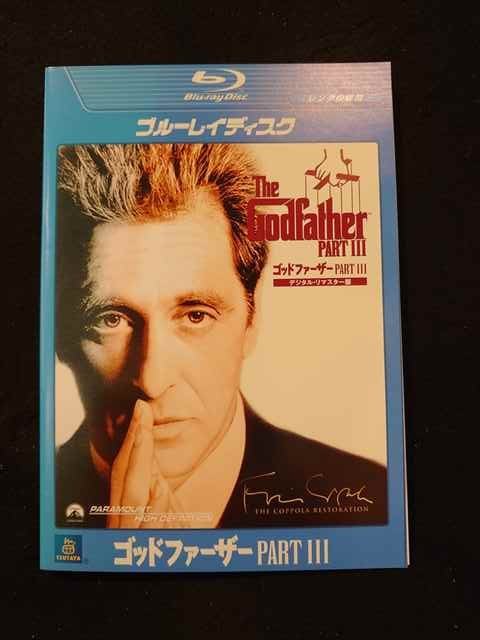 Blu-ray Disc
レンタル専用
ブルーレイディスク
The
Godfather
PART III
ゴッドファーザー PART III
デジタル・リマスター版
THE COPPOLA RESTORATION
PARAMOUNT
HIGH DEFINITION
TSUTAYA
ゴッドファーザー PART III